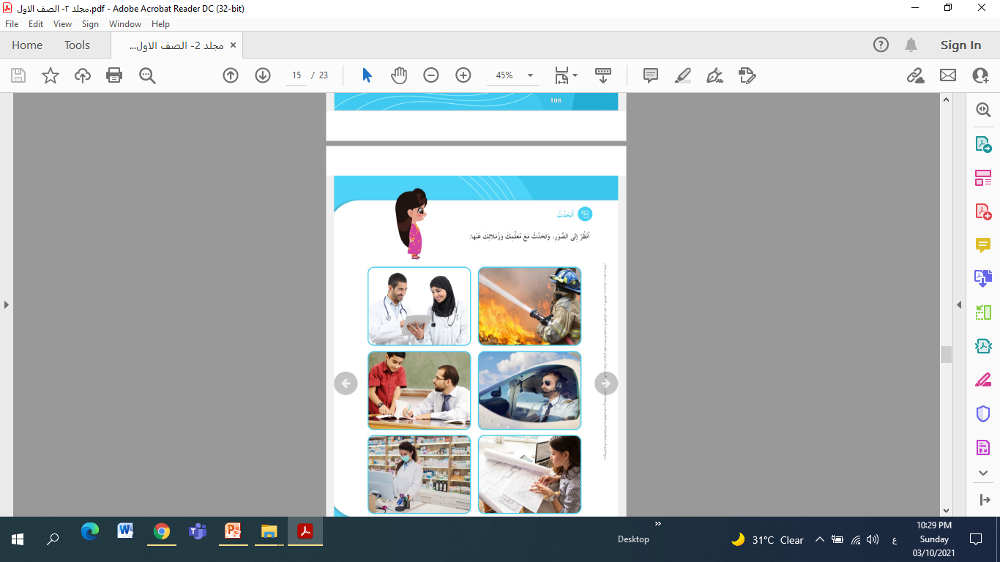 مجلد ٢- الصف الاول.pdf - Adobe Acrobat Reader DC (32-bit)
File Edit View Sign Window Help
Home Tools مجلد 2- الصف الاول... × Sign In
15 / 23 45%
108
أَتَحَدَّثُ
أَنْظُرُ إِلى الصُّوَرِ، وَتَحَدَّثْ مَعَ مُعَلِّمِكَ وَزُمَلائِكَ عَنْها:
Desktop
31°C Clear
ع
10:29 PM
Sunday
03/10/2021